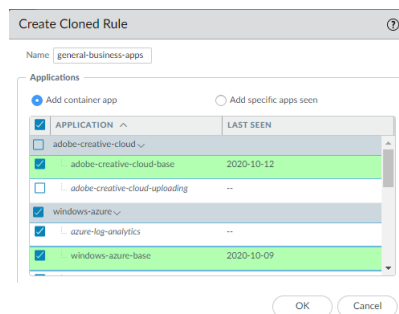 Create Cloned Rule
Name general-business-apps
Applications
Add container app Add specific apps seen
APPLICATION LAST SEEN
adobe-creative-cloud
adobe-creative-cloud-base 2020-10-12
adobe-creative-cloud-uploading --
windows-azure
azure-log-analytics --
windows-azure-base 2020-10-09
OK Cancel